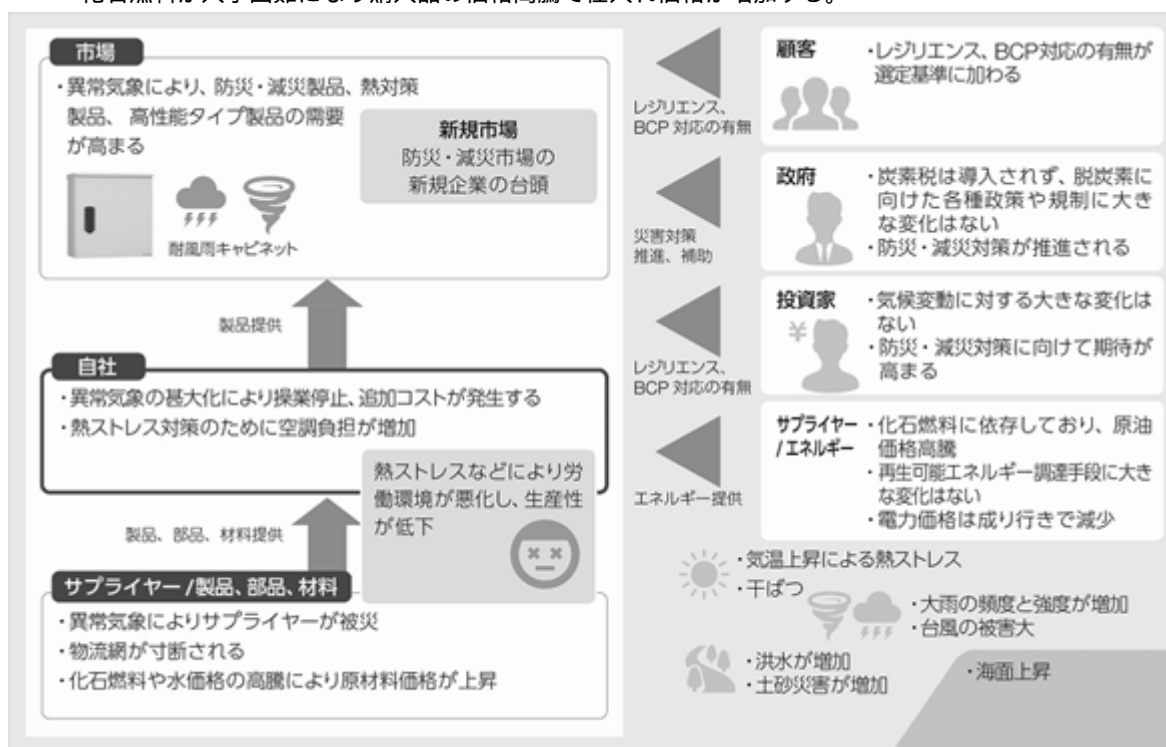 化石燃料が入手困難により購入品の価格高騰で仕入れ価格が増加する。
市場
・異常気象により、防災・減災製品、熱対策
製品、高性能タイプ製品の需要
が高まる
新規市場
防災・減災市場の
新規企業の台頭
耐風雨キャビネット
製品提供
自社
・異常気象の甚大化により操業停止、追加コストが発生する
・熱ストレス対策のために空調負担が増加
熱ストレスなどにより労
働環境が悪化し、生産性
が低下
製品、部品、材料提供
サプライヤー/製品、部品、材料
・異常気象によりサプライヤーが被災
・物流網が寸断される
・化石燃料や水価格の高騰により原材料価格が上昇
レジリエンス、
BCP 対応の有無
顧客
・レジリエンス、BCP対応の有無が
選定基準に加わる
災害対策
推進、補助
政府
・炭素税は導入されず、脱炭素に
向けた各種政策や規制に大き
な変化はない
・防災・減災対策が推進される
レジリエンス、
BCP 対応の有無
投資家
¥
・気候変動に対する大きな変化は
ない
・防災・減災対策に向けて期待が
高まる
エネルギー提供
サプライヤー
/エネルギー
・化石燃料に依存しており、原油
価格高騰
・再生可能エネルギー調達手段に大き
な変化はない
・電力価格は成り行きで減少
・気温上昇による熱ストレス
・干ばつ
・大雨の頻度と強度が増加
・台風の被害大
・洪水が増加
・土砂災害が増加
・海面上昇